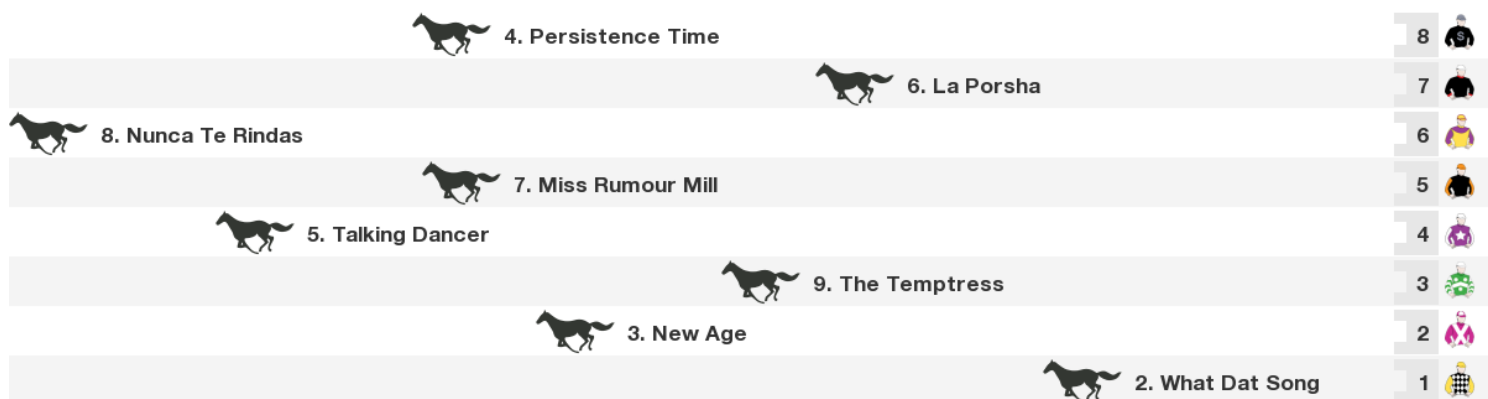 4. Persistence Time 8
6. La Porsha 7
8. Nunca Te Rindas 6
7. Miss Rumour Mill 5
5. Talking Dancer 4
9. The Temptress 3
3. New Age 2
2. What Dat Song 1